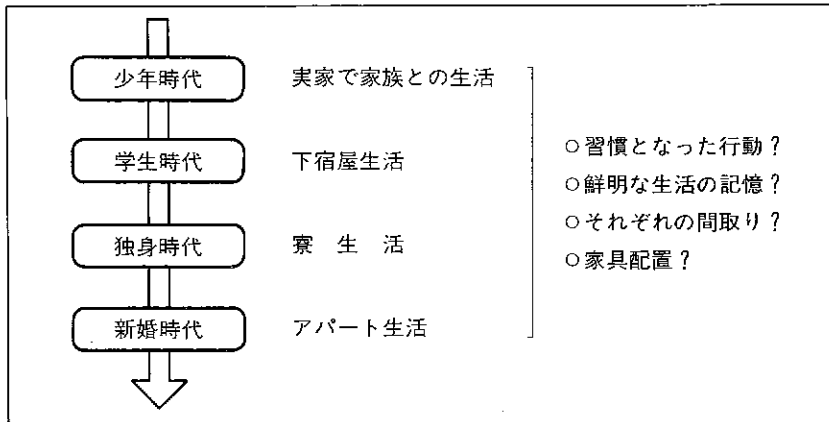 少年時代 実家で家族との生活
学生時代 下宿屋生活
独身時代 寮生活
新婚時代 アパート生活
○習慣となった行動?
○鮮明な生活の記憶?
○それぞれの間取り?
○家具配置?